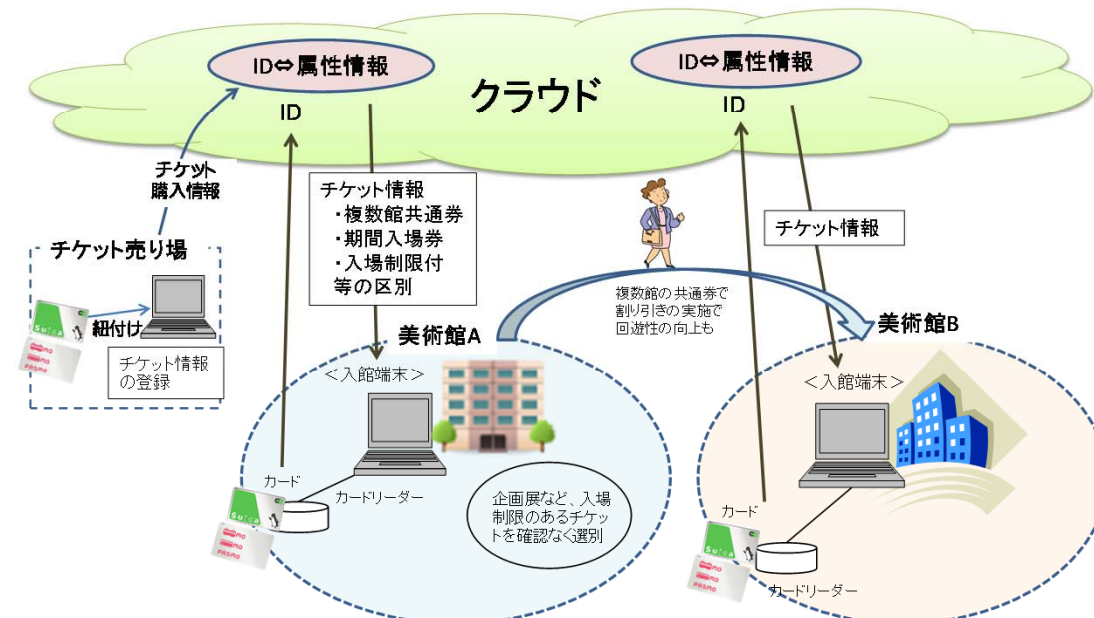 ID⇔属性情報
ID⇔属性情報
クラウド
ID
ID
チケット
購入情報
チケット情報
・複数館共通券
・期間入場券
・入場制限付
等の区別
チケット情報
チケット売り場
紐付け
Suica
PASMO
チケット情報
の登録
複数館の共通券で
割り引きの実施で
回遊性の向上も
美術館A
美術館B
＜入館端末＞
＜入館端末＞
カード
カードリーダー
Suica
PASMO
企画展など、入場
制限のあるチケッ
トを確認なく選別
カード
カードリーダー
Suica
PASMO